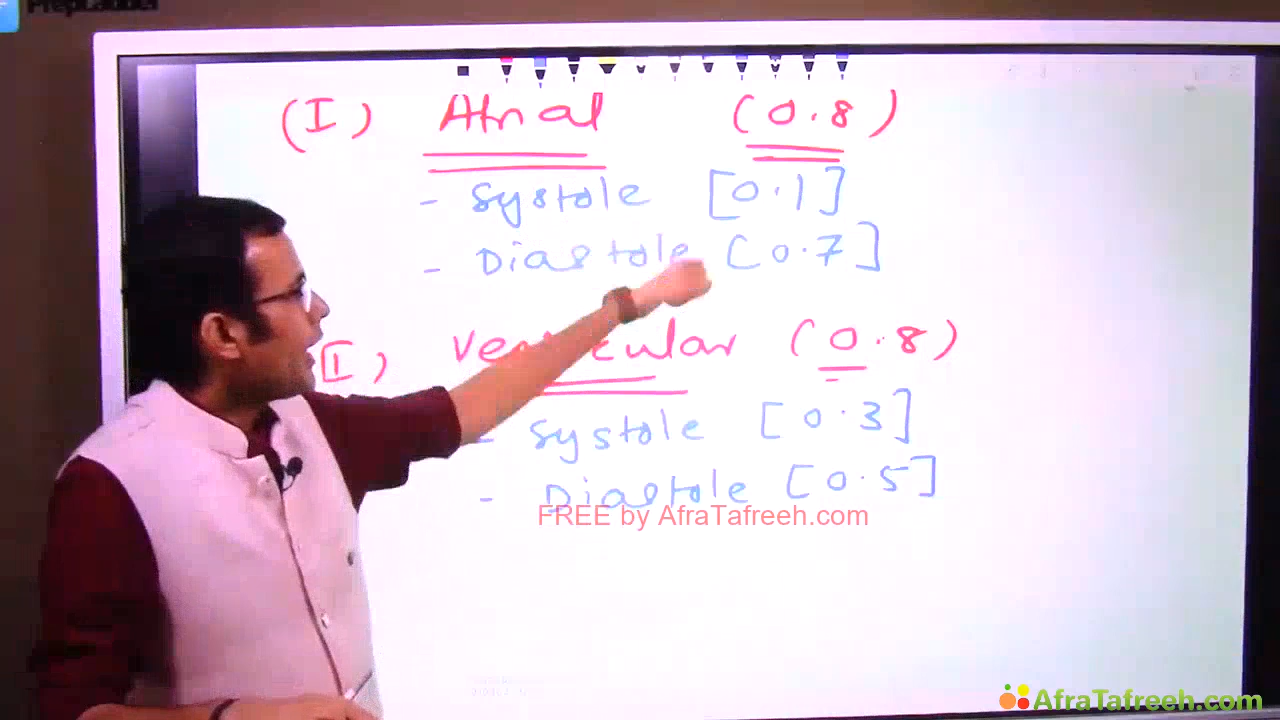 PrepLadder
(I) Atrial (0.8)
- Systole [0.1]
- Diastole [0.7]
(I) Ventricular (0.8)
- Systole [0.3]
- Diastole [0.5]
FREE by AfraTafreeh.com
AfraTafreeh.com